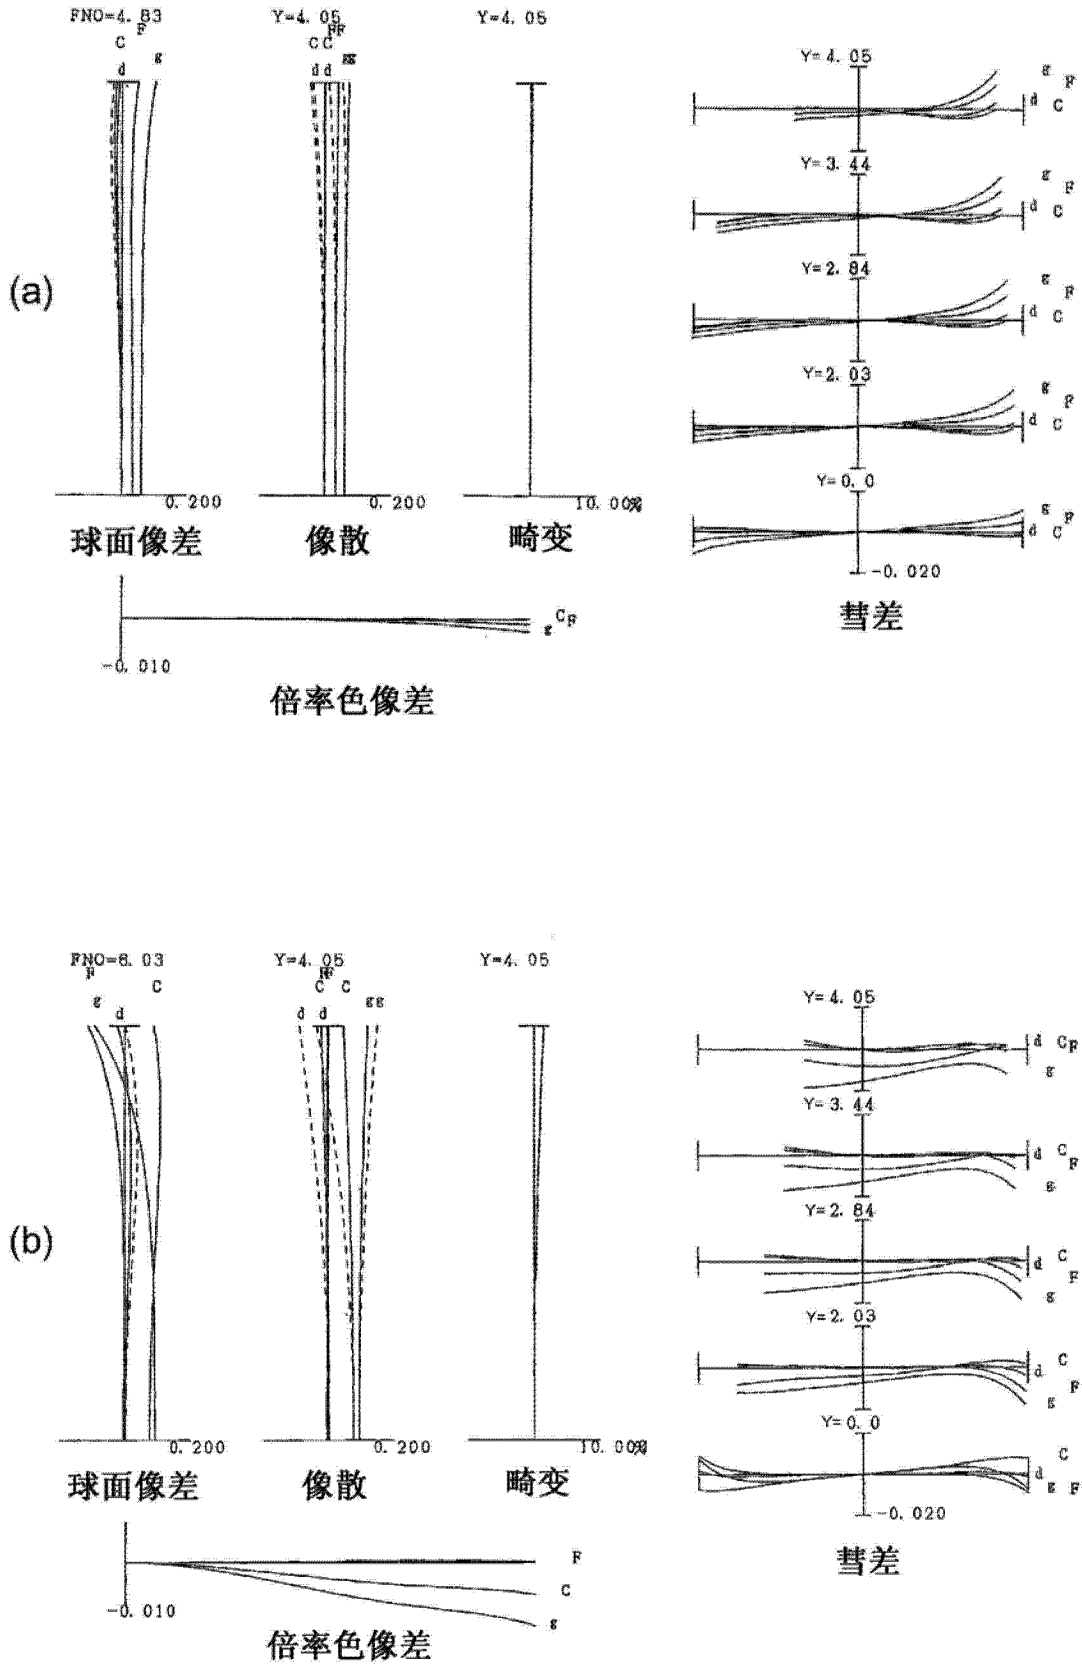 FNO=4.83
F
C
g
d
Y=4.05
FF
C C
gg
d d
Y=4.05
(a)
0.200
球面像差
0.200
像散
10.00%
畸变
Y=4.05
g
F
d C
Y=3.44
g
F
d C
Y=2.84
g
F
d C
Y=2.03
g
F
d C
Y=0.0
g
F
d C
-0.020
彗差
C
F
g
-0.010
倍率色像差
FNO=6.03
F
C
g
d
Y=4.05
FF
C C
gg
d d
Y=4.05
(b)
0.200
球面像差
0.200
像散
10.00%
畸变
Y=4.05
d C F
g
Y=3.44
C
d F
g
Y=2.84
C
d
F
g
Y=2.03
C
d
F
g
Y=0.0
C
d
g F
-0.020
彗差
F
C
g
-0.010
倍率色像差